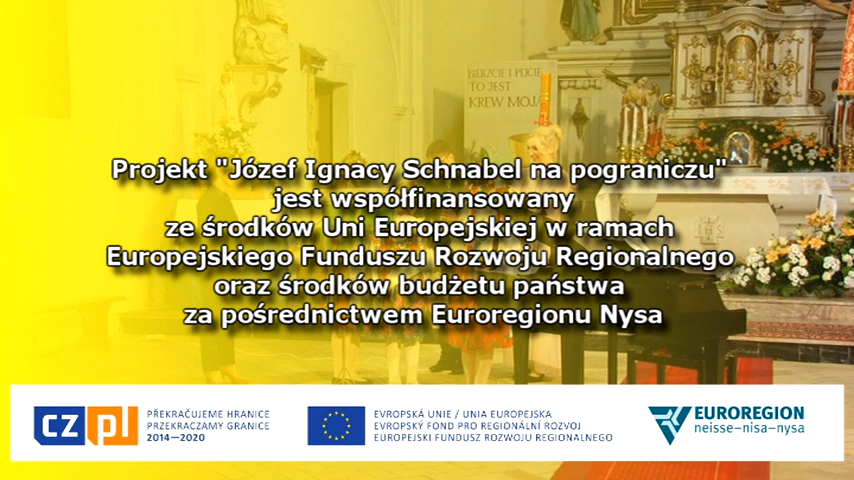 BIERZCIE I PIJCIE
TO JEST
KREW MOJA
Projekt "Józef Ignacy Schnabel na pograniczu"
jest współfinansowany
ze środków Uni Europejskiej w ramach
Europejskiego Funduszu Rozwoju Regionalnego
oraz środków budżetu państwa
za pośrednictwem Euroregionu Nysa
cz pl
PŘEKRAČUJEME HRANICE
PRZEKRACZAMY GRANICE
2014—2020
EVROPSKÁ UNIE / UNIA EUROPEJSKA
EVROPSKÝ FOND PRO REGIONÁLNÍ ROZVOJ
EUROPEJSKI FUNDUSZ ROZWOJU REGIONALNEGO
EUROREGION
neisse–nisa–nysa